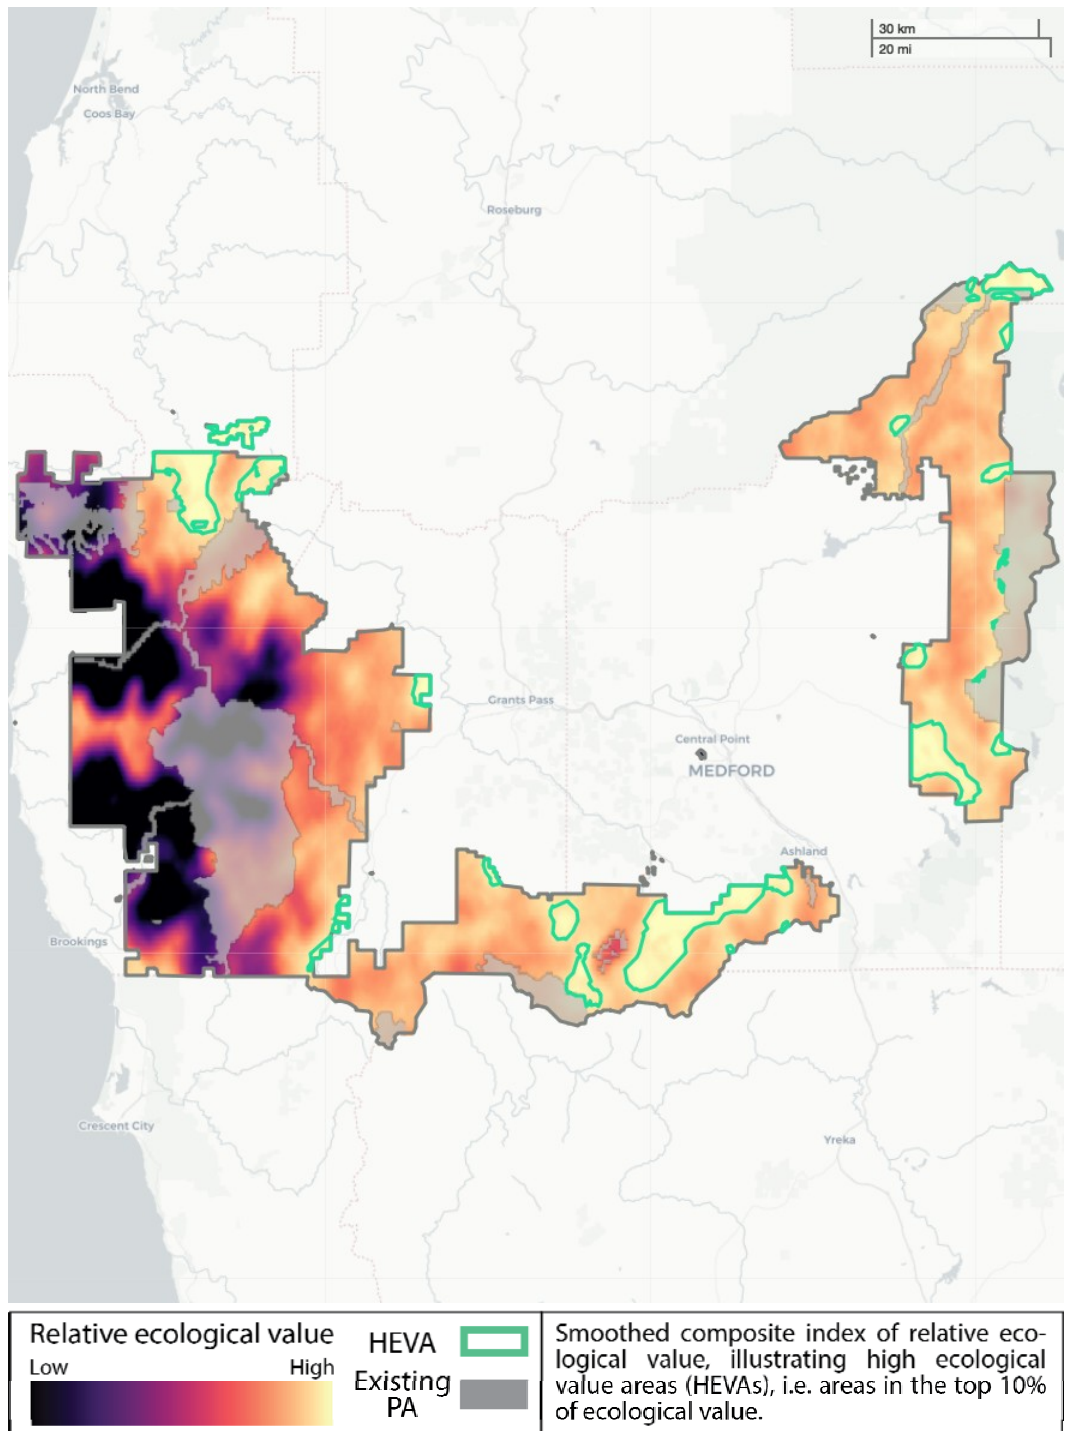 30 km
20 mi
North Bend
Coos Bay
Roseburg
Grants Pass
Central Point
MEDFORD
Ashland
Brookings
Crescent City
Yreka
Relative ecological value
Low High
HEVA
Existing
PA
Smoothed composite index of relative eco-
logical value, illustrating high ecological
value areas (HEVAs), i.e. areas in the top 10%
of ecological value.